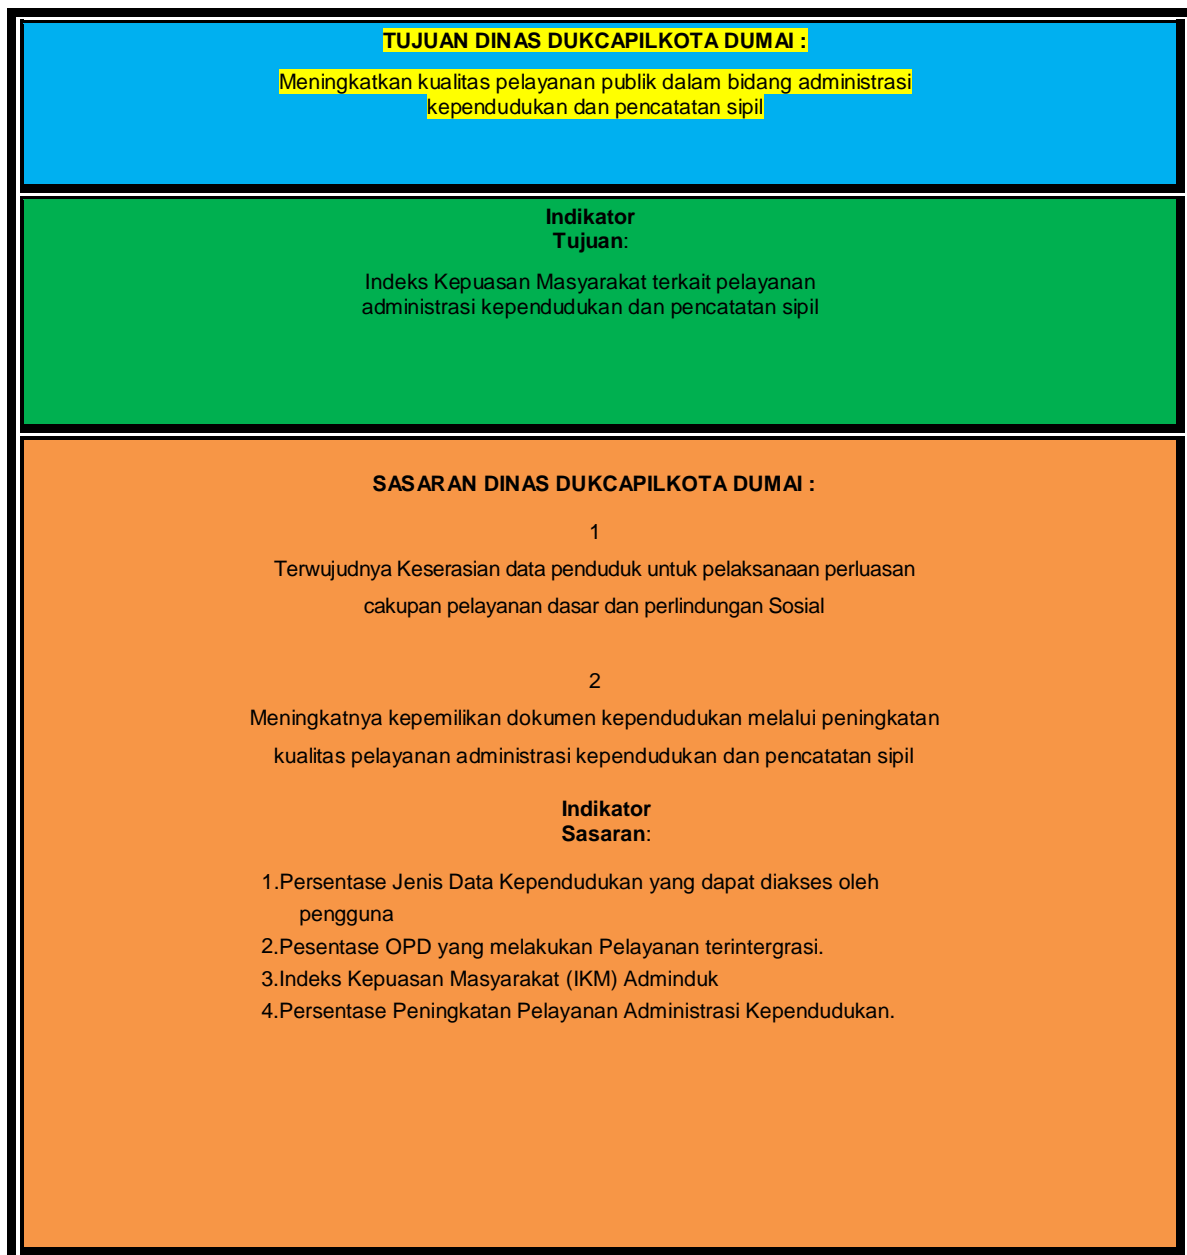 TUJUAN DINAS DUKCAPILKOTA DUMAI :
Meningkatkan kualitas pelayanan publik dalam bidang administrasi
kependudukan dan pencatatan sipil
Indikator
Tujuan:
Indeks Kepuasan Masyarakat terkait pelayanan
administrasi kependudukan dan pencatatan sipil
SASARAN DINAS DUKCAPILKOTA DUMAI :
1
Terwujudnya Keserasian data penduduk untuk pelaksanaan perluasan
cakupan pelayanan dasar dan perlindungan Sosial
2
Meningkatnya kepemilikan dokumen kependudukan melalui peningkatan
kualitas pelayanan administrasi kependudukan dan pencatatan sipil
Indikator
Sasaran:
1.Persentase Jenis Data Kependudukan yang dapat diakses oleh
pengguna
2.Pesentase OPD yang melakukan Pelayanan terintergrasi.
3.Indeks Kepuasan Masyarakat (IKM) Adminduk
4.Persentase Peningkatan Pelayanan Administrasi Kependudukan.